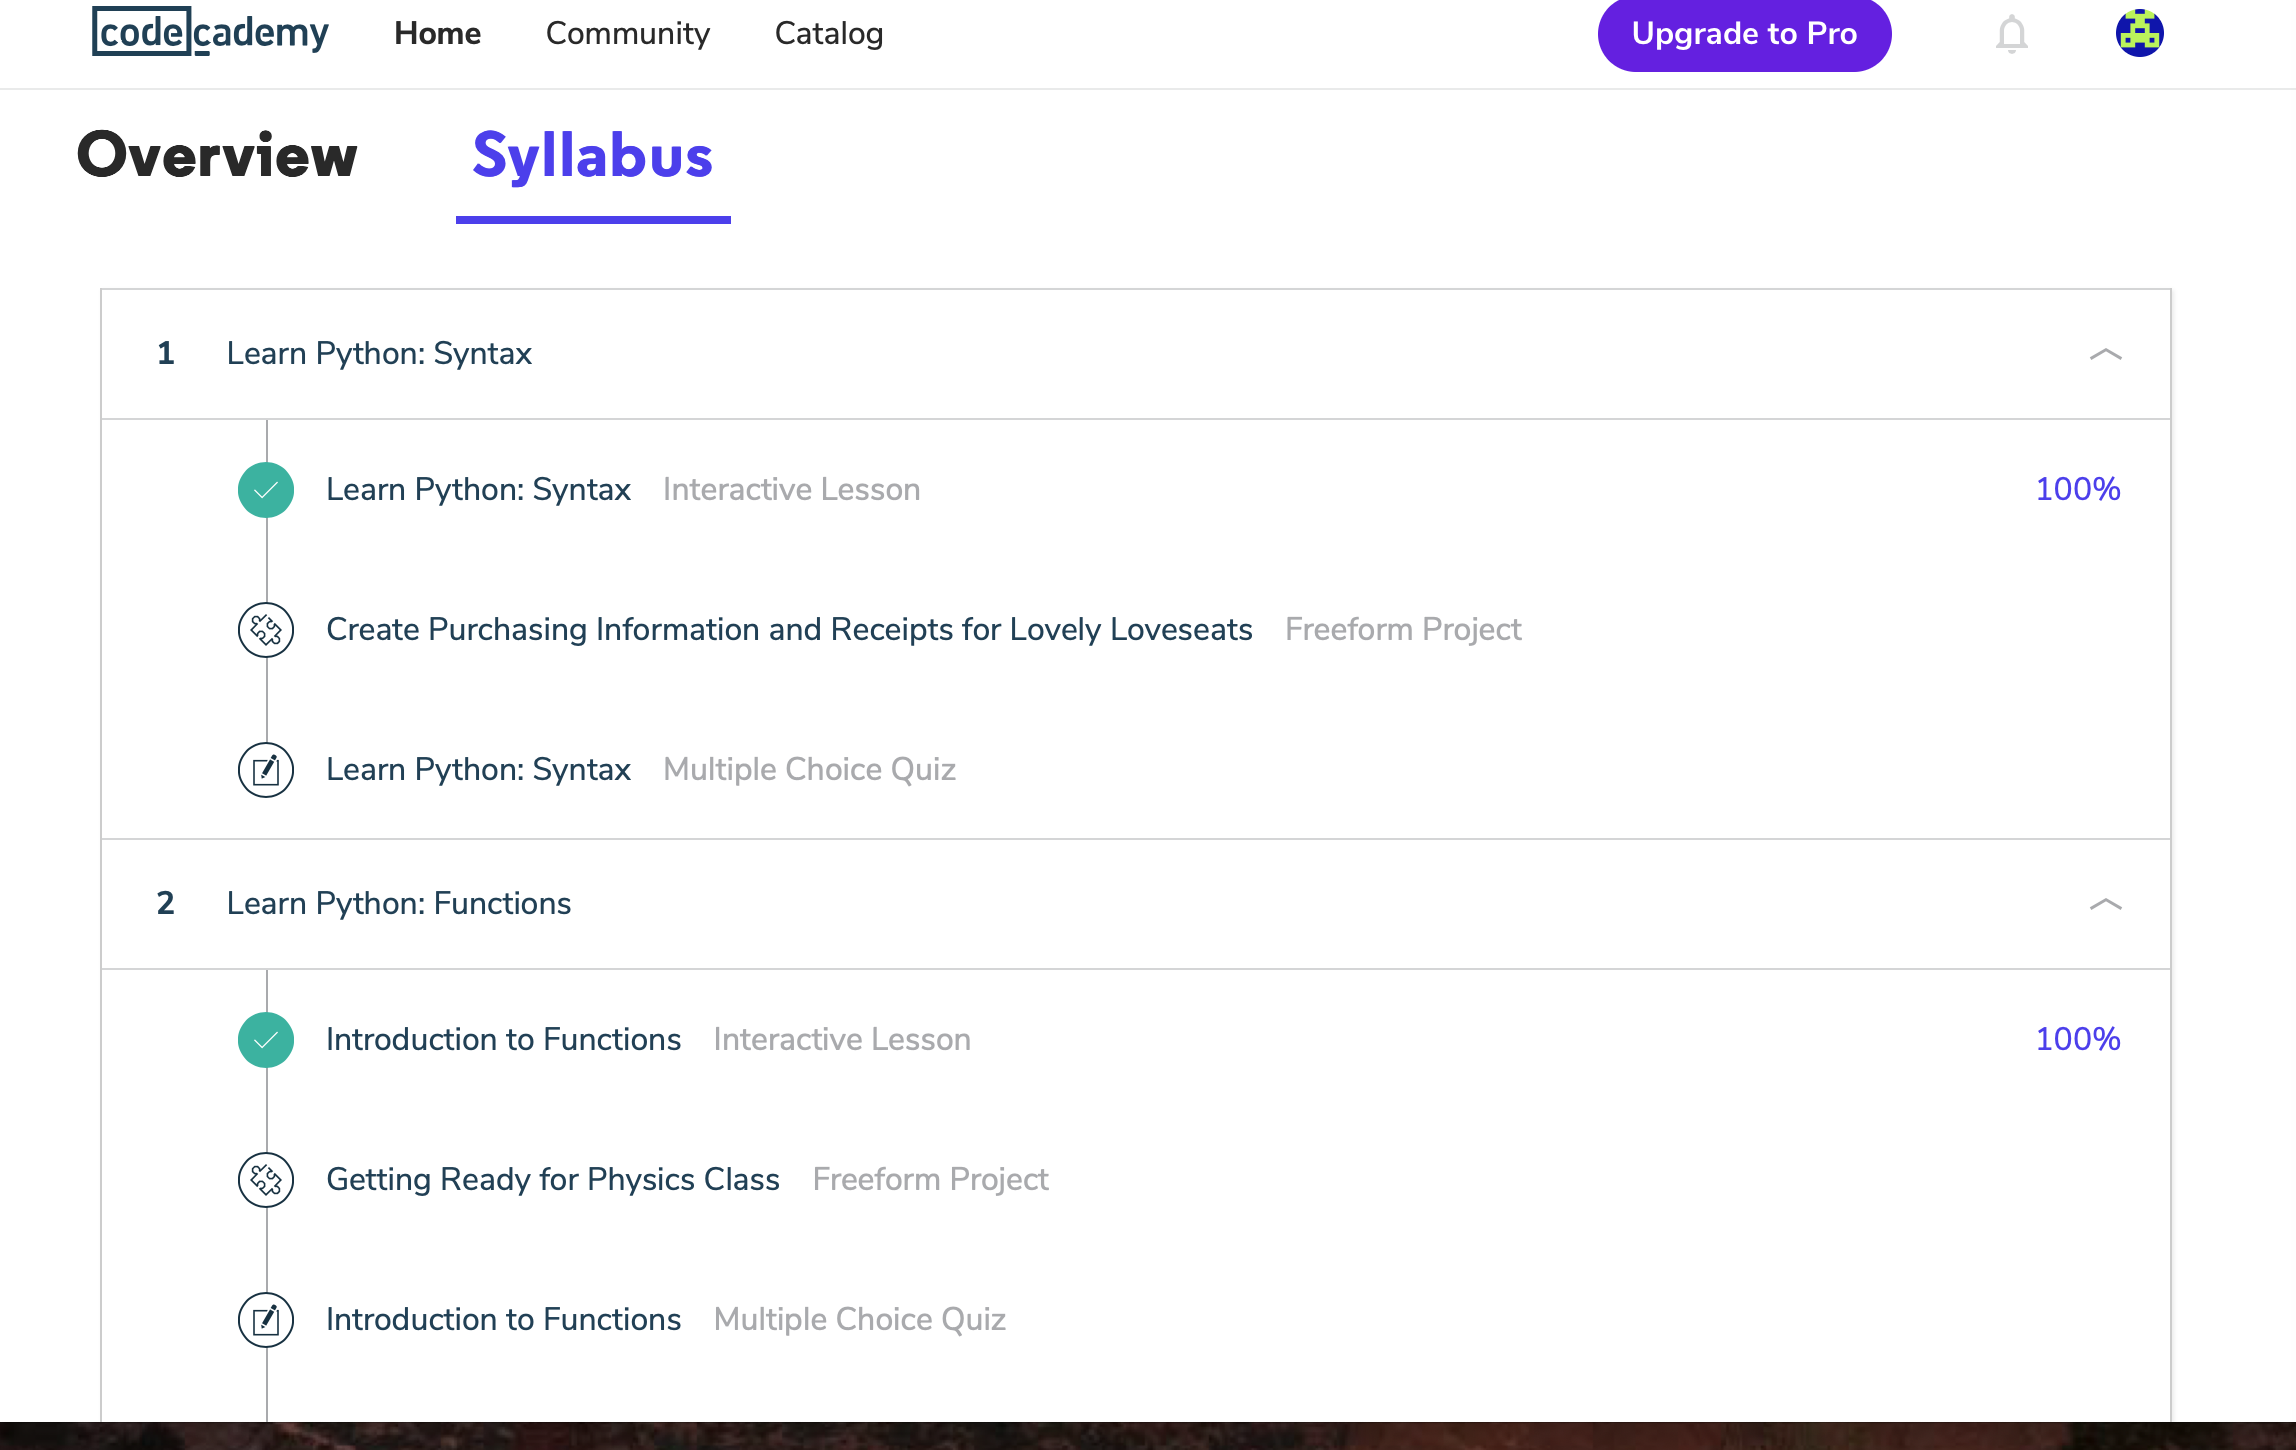 codecademy Home Community Catalog Upgrade to Pro
Overview Syllabus
1 Learn Python: Syntax
Learn Python: Syntax Interactive Lesson 100%
Create Purchasing Information and Receipts for Lovely Loveseats Freeform Project
Learn Python: Syntax Multiple Choice Quiz
2 Learn Python: Functions
Introduction to Functions Interactive Lesson 100%
Getting Ready for Physics Class Freeform Project
Introduction to Functions Multiple Choice Quiz